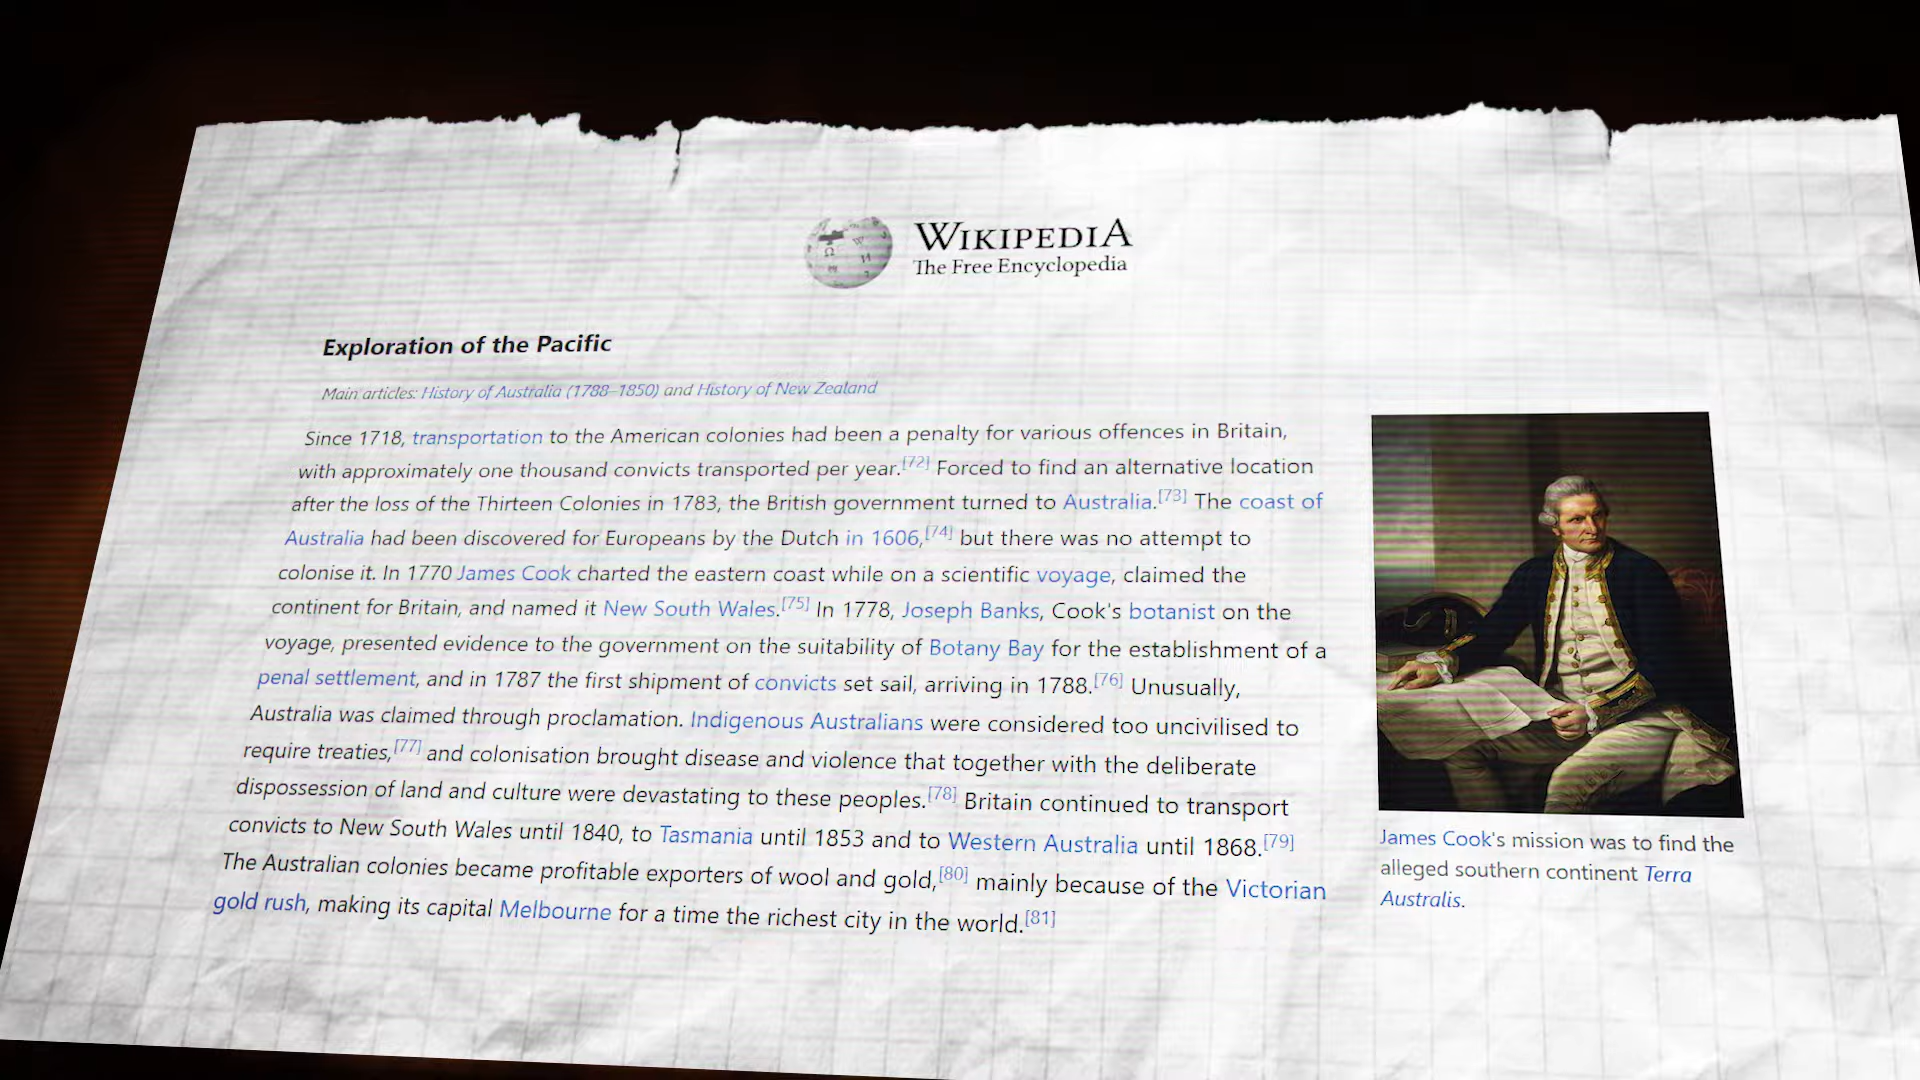 WIKIPEDIA
The Free Encyclopedia
Exploration of the Pacific
Main articles: History of Australia (1788–1850) and History of New Zealand
Since 1718, transportation to the American colonies had been a penalty for various offences in Britain,
with approximately one thousand convicts transported per year.[72] Forced to find an alternative location
after the loss of the Thirteen Colonies in 1783, the British government turned to Australia.[73] The coast of
Australia had been discovered for Europeans by the Dutch in 1606,[74] but there was no attempt to
colonise it. In 1770 James Cook charted the eastern coast while on a scientific voyage, claimed the
continent for Britain, and named it New South Wales.[75] In 1778, Joseph Banks, Cook's botanist on the
voyage, presented evidence to the government on the suitability of Botany Bay for the establishment of a
penal settlement, and in 1787 the first shipment of convicts set sail, arriving in 1788.[76] Unusually,
Australia was claimed through proclamation. Indigenous Australians were considered too uncivilised to
require treaties,[77] and colonisation brought disease and violence that together with the deliberate
dispossession of land and culture were devastating to these peoples.[78] Britain continued to transport
convicts to New South Wales until 1840, to Tasmania until 1853 and to Western Australia until 1868.[79]
The Australian colonies became profitable exporters of wool and gold,[80] mainly because of the Victorian
gold rush, making its capital Melbourne for a time the richest city in the world.[81]
James Cook's mission was to find the
alleged southern continent Terra
Australis.